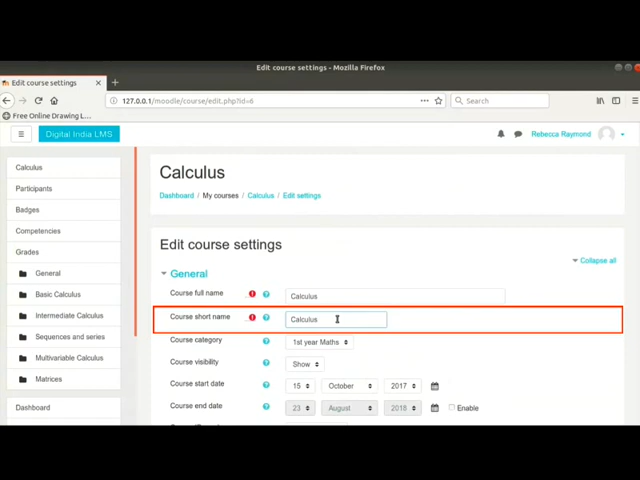 Edit course settings - Mozilla Firefox
Edit course settings
127.0.0.1/moodle/course/edit.php?id=6
Search
Free Online Drawing L...
Digital India LMS
Rebecca Raymond
Calculus
Participants
Badges
Competencies
Grades
General
Basic Calculus
Intermediate Calculus
Sequences and series
Multivariable Calculus
Matrices
Dashboard
Calculus
Dashboard / My courses / Calculus / Edit settings
Edit course settings
Collapse all
General
Course full name Calculus
Course short name Calculus
Course category 1st year Maths
Course visibility Show
Course start date 15 October 2017
Course end date 23 August 2018 Enable